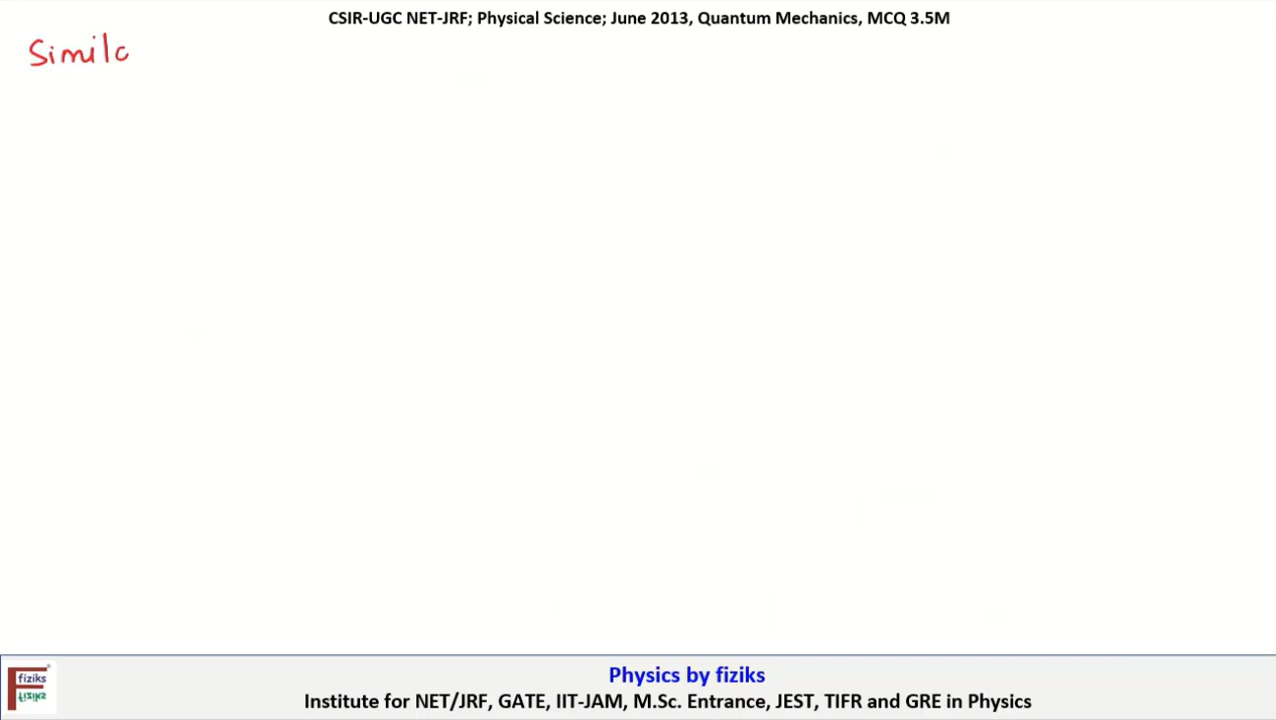 CSIR-UGC NET-JRF; Physical Science; June 2013, Quantum Mechanics, MCQ 3.5M
Simila
fiziks
Physics by fiziks
Institute for NET/JRF, GATE, IIT-JAM, M.Sc. Entrance, JEST, TIFR and GRE in Physics